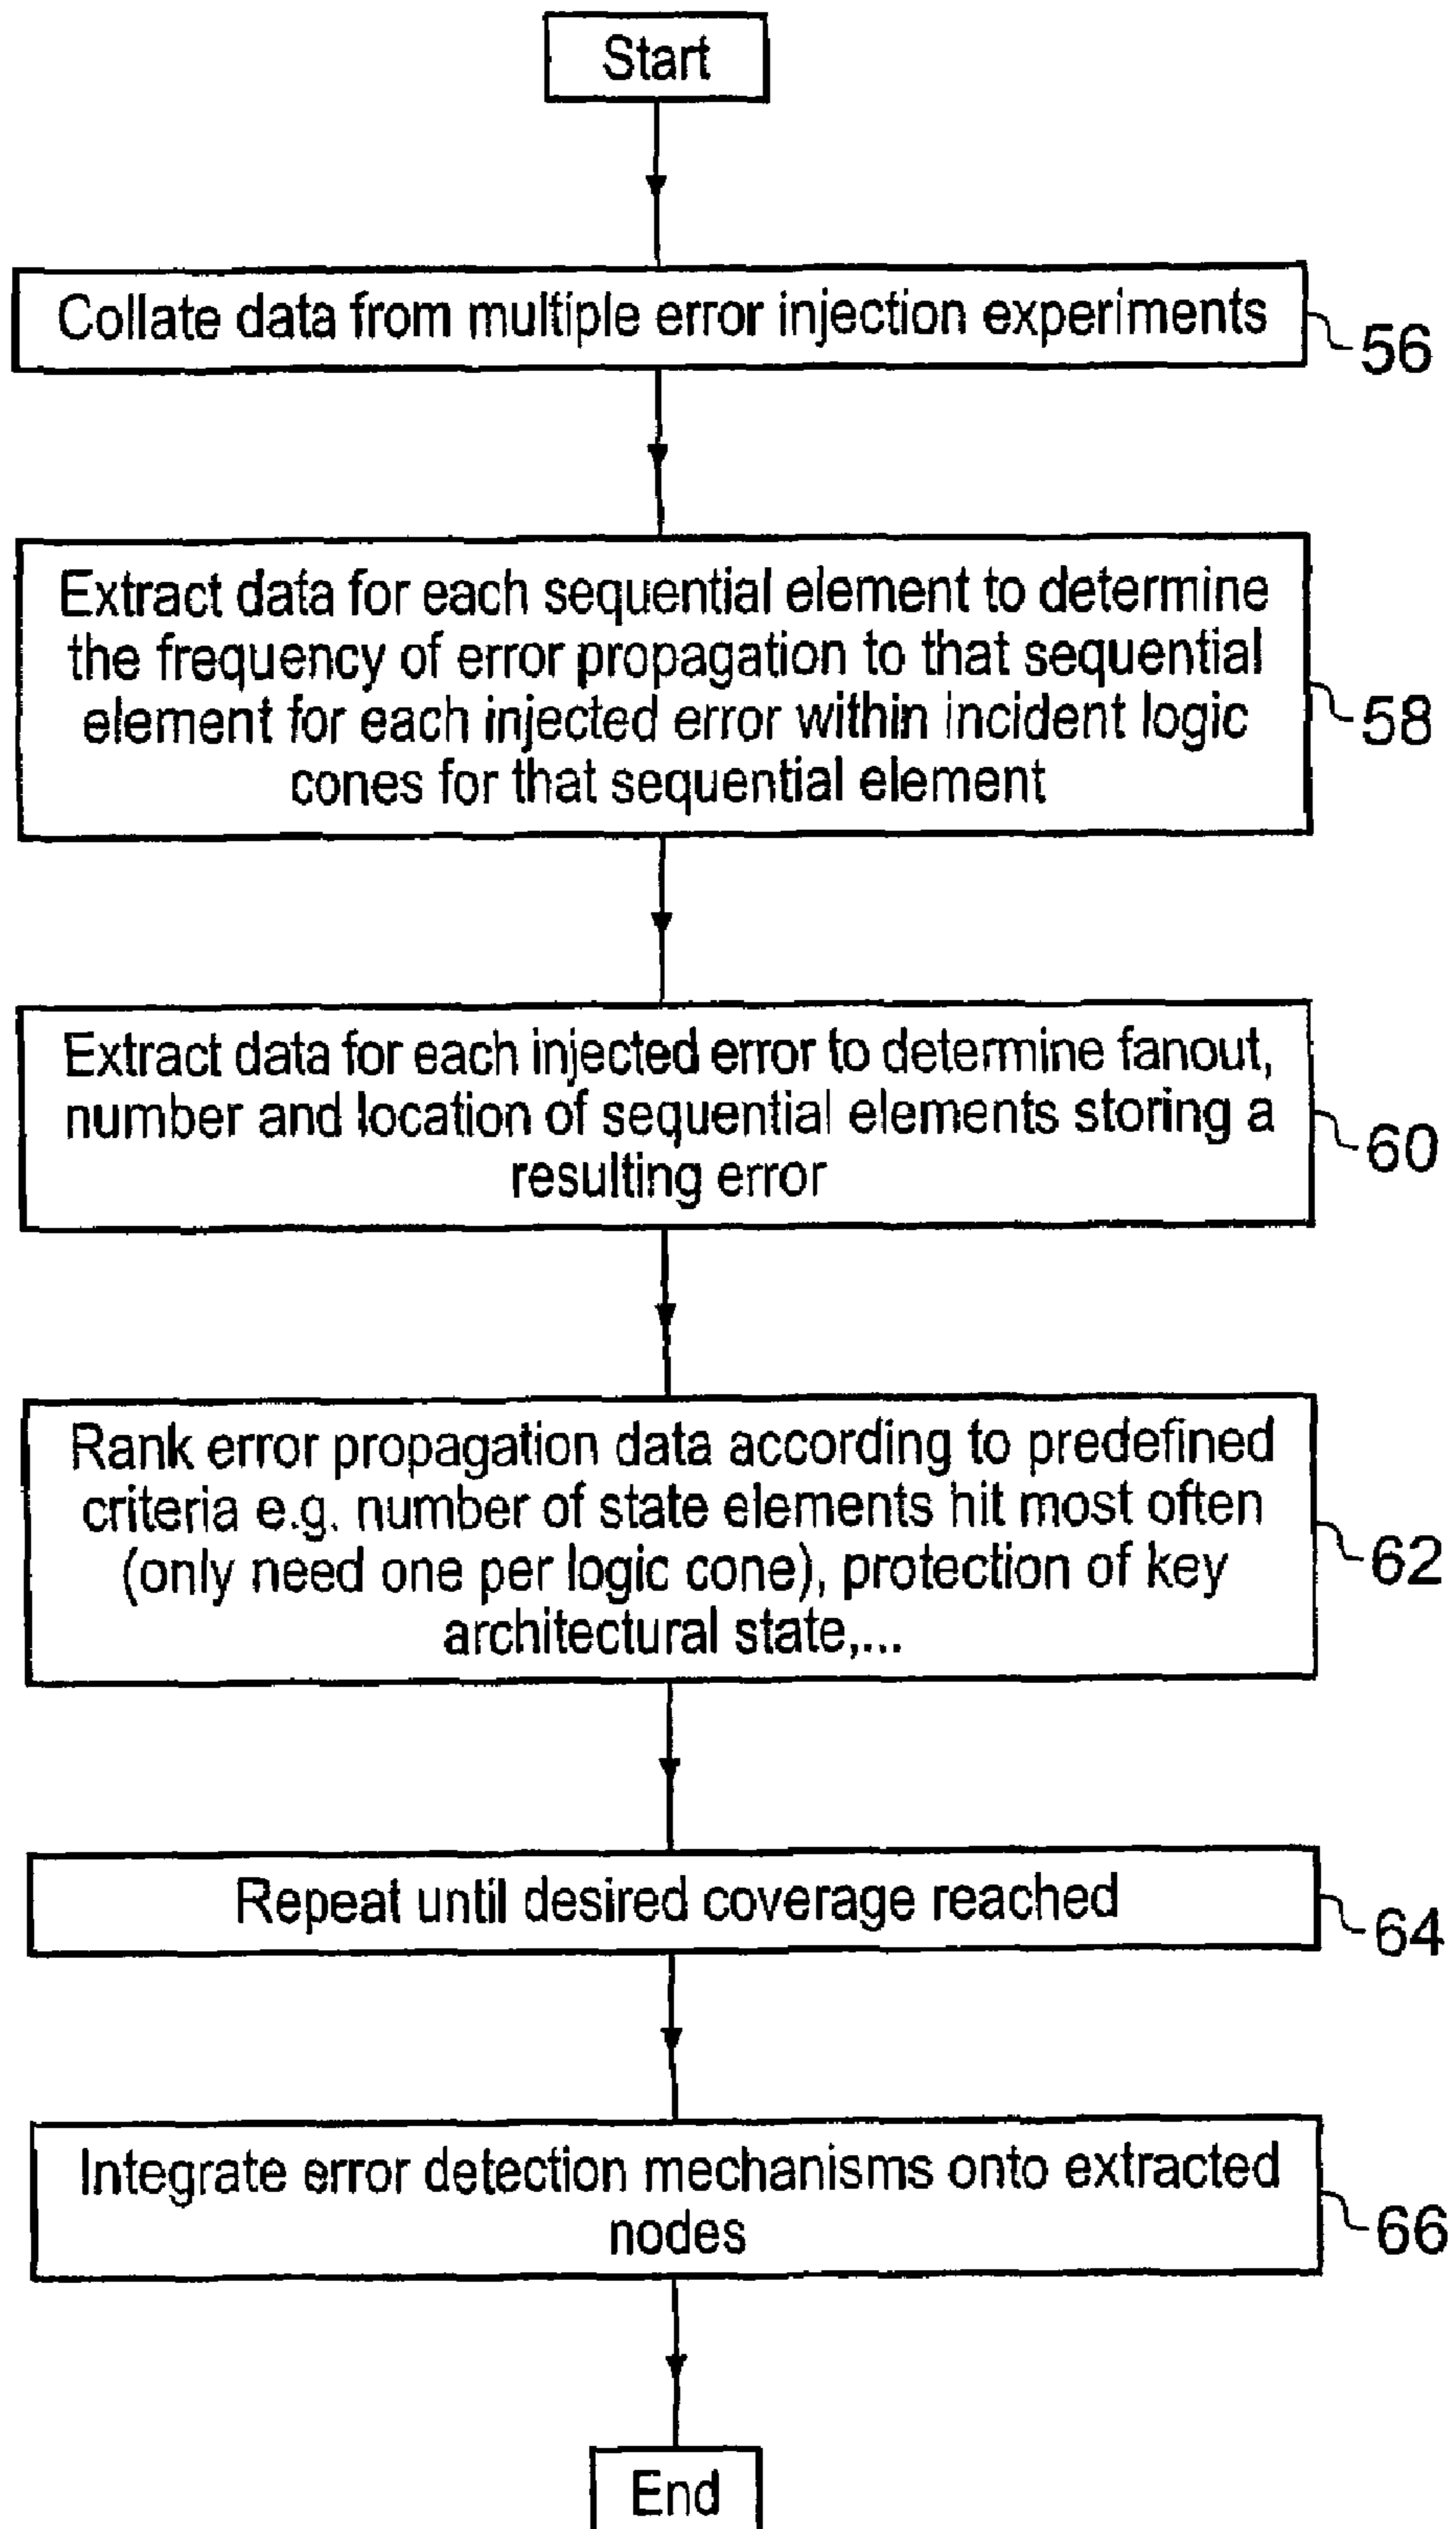 Start
Collate data from multiple error injection experiments
56
Extract data for each sequential element to determine
the frequency of error propagation to that sequential
element for each injected error within incident logic
cones for that sequential element
58
Extract data for each injected error to determine fanout,
number and location of sequential elements storing a
resulting error
60
Rank error propagation data according to predefined
criteria e.g. number of state elements hit most often
(only need one per logic cone), protection of key
architectural state,...
62
Repeat until desired coverage reached
64
Integrate error detection mechanisms onto extracted
nodes
66
End